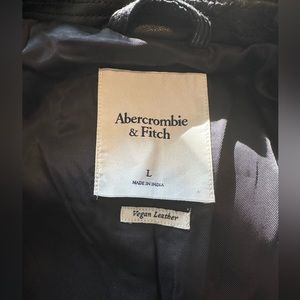 Abercrombie
& Fitch
L
MADE IN INDIA
Vegan Leather